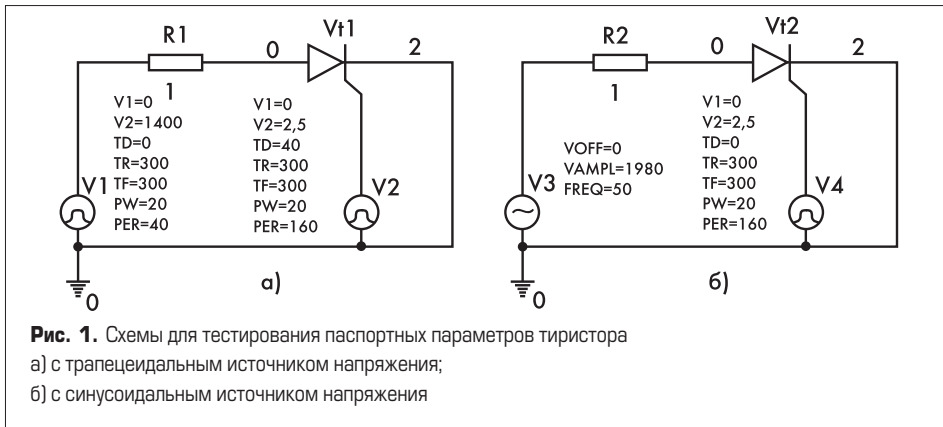 R1
0
Vt1
2
1
V1=0
V2=1400
TD=0
TR=300
TF=300
PW=20
PER=40
V1
V1=0
V2=2,5
TD=40
TR=300
TF=300
PW=20
PER=160
V2
0
а)
R2
0
Vt2
2
1
VOFF=0
VAMPL=1980
FREQ=50
V3
V1=0
V2=2,5
TD=0
TR=300
TF=300
PW=20
PER=160
V4
0
б)
Рис. 1. Схемы для тестирования паспортных параметров тиристора
а) с трапецеидальным источником напряжения;
б) с синусоидальным источником напряжения